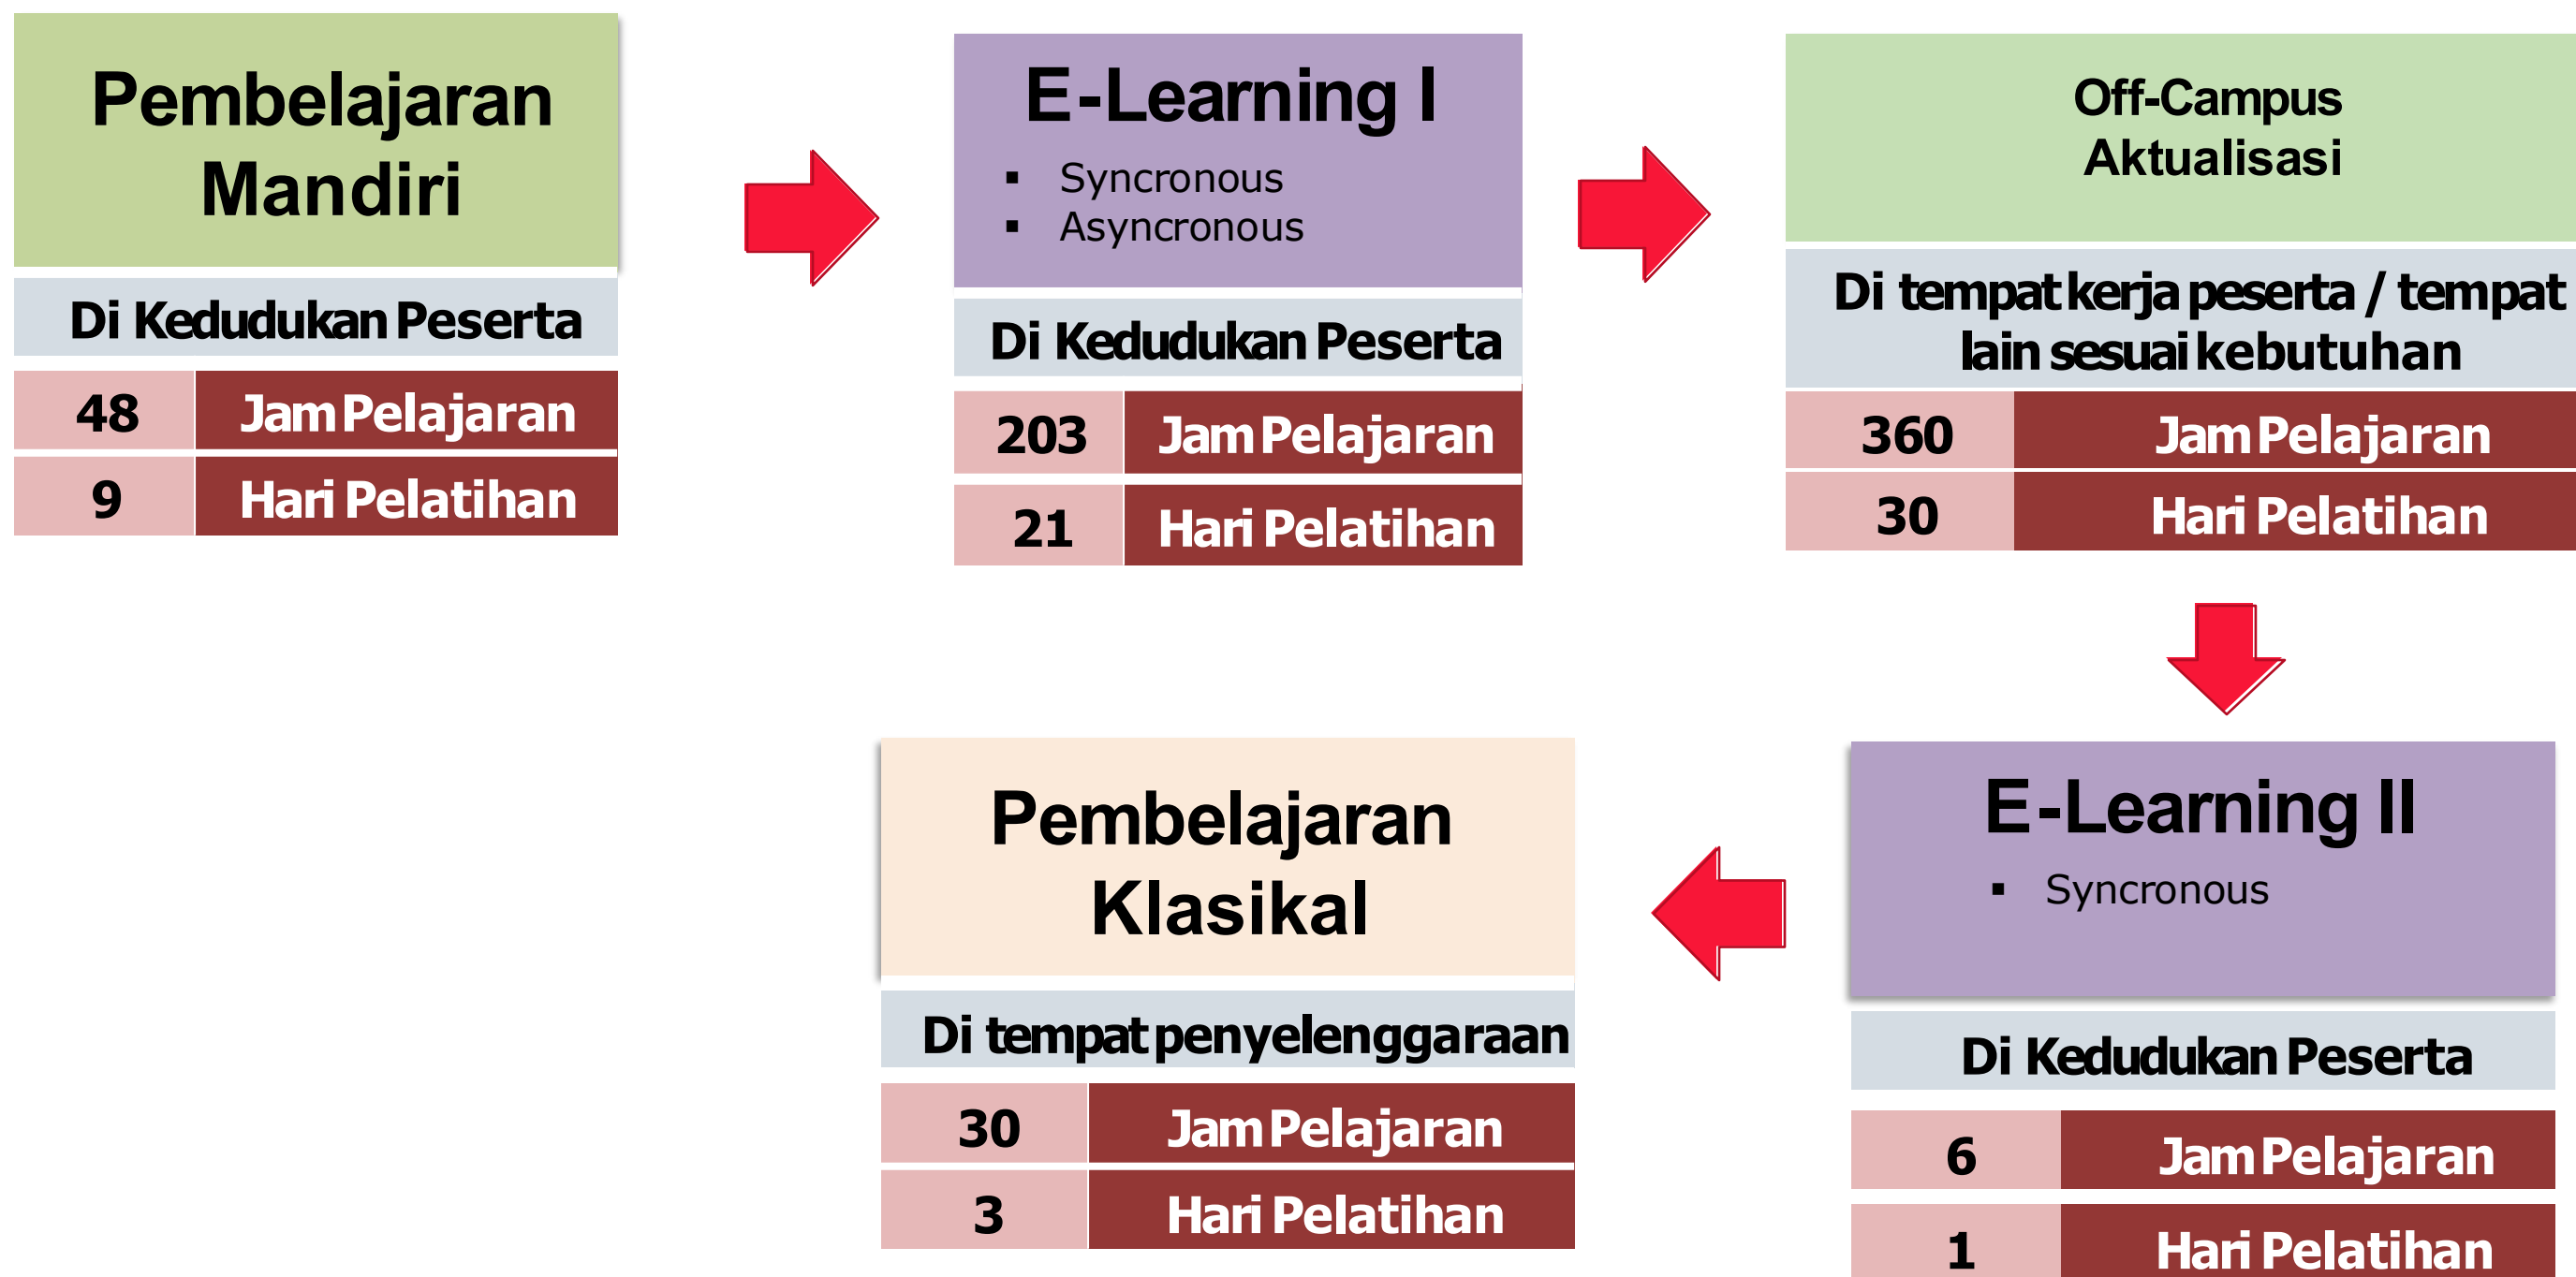 Pembelajaran
Mandiri
Di Kedudukan Peserta
48 Jam Pelajaran
9 Hari Pelatihan
E-Learning I
▪ Syncronous
▪ Asyncronous
Di Kedudukan Peserta
203 Jam Pelajaran
21 Hari Pelatihan
Off-Campus
Aktualisasi
Di tempat kerja peserta / tempat
lain sesuai kebutuhan
360 Jam Pelajaran
30 Hari Pelatihan
E-Learning II
▪ Syncronous
Di Kedudukan Peserta
6 Jam Pelajaran
1 Hari Pelatihan
Pembelajaran
Klasikal
Di tempat penyelenggaraan
30 Jam Pelajaran
3 Hari Pelatihan